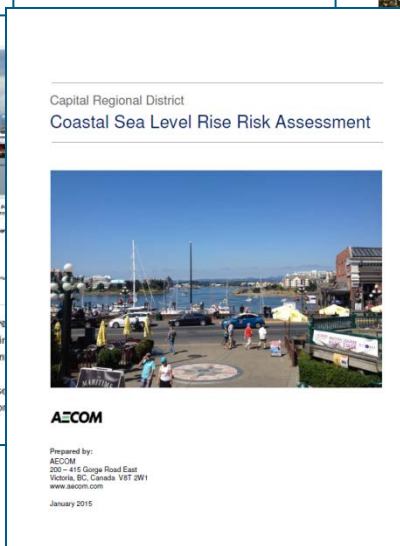 Capital Regional District
Coastal Sea Level Rise Risk Assessment
MARITIME
AECOM
Prepared by:
AECOM
200 – 415 Gorge Road East
Victoria, BC, Canada V8T 2W1
www.aecom.com
January 2015